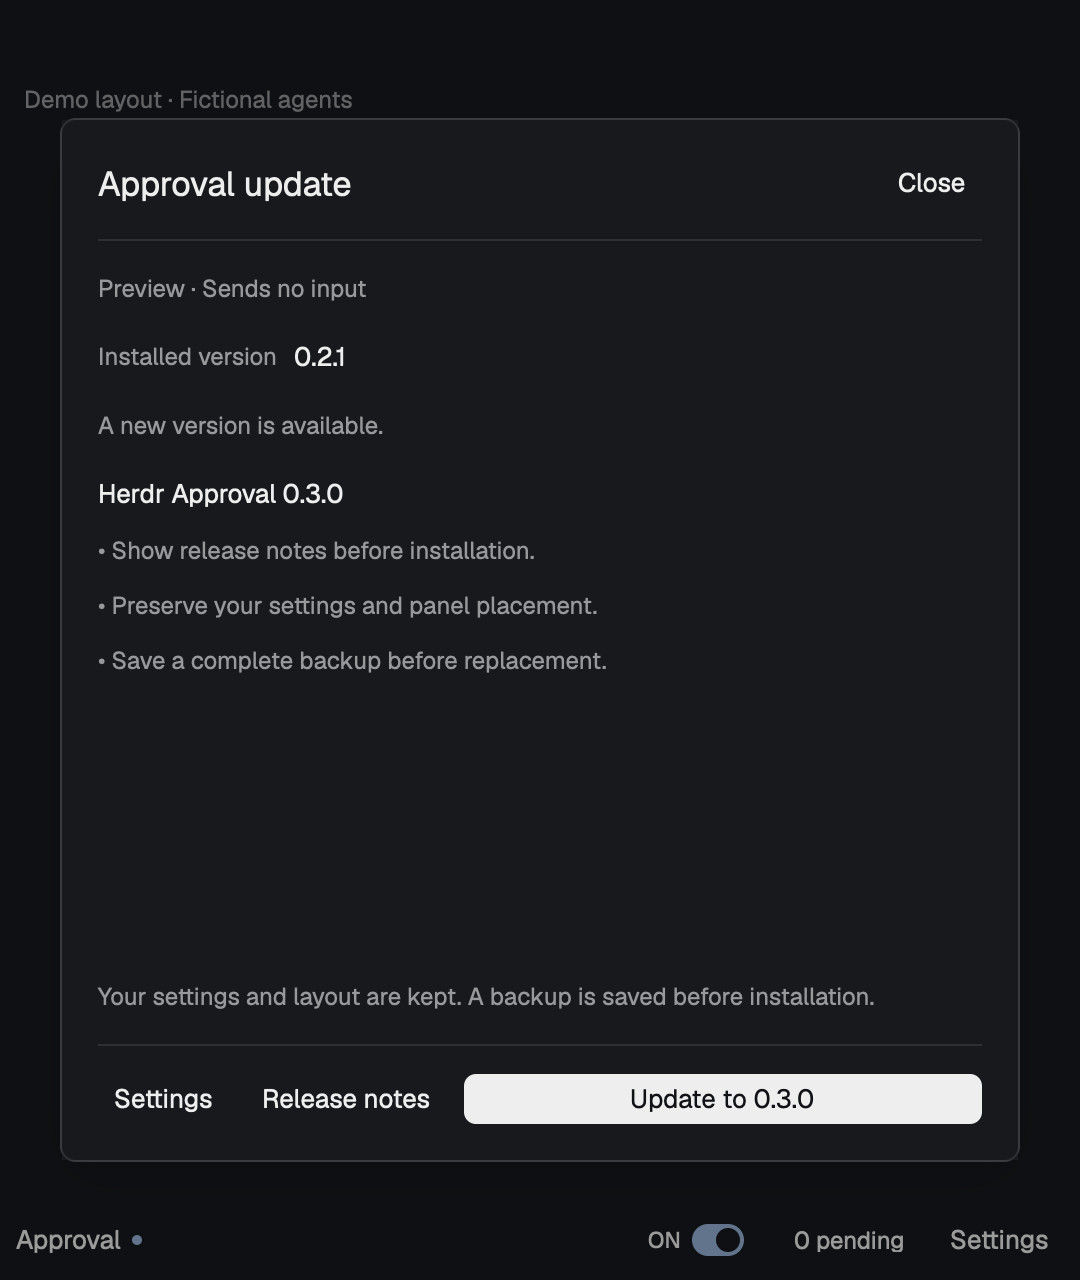 Demo layout · Fictional agents
Approval update
Close
Preview · Sends no input
Installed version 0.2.1
A new version is available.
Herdr Approval 0.3.0
• Show release notes before installation.
• Preserve your settings and panel placement.
• Save a complete backup before replacement.
Your settings and layout are kept. A backup is saved before installation.
Settings
Release notes
Update to 0.3.0
Approval
ON
0 pending
Settings